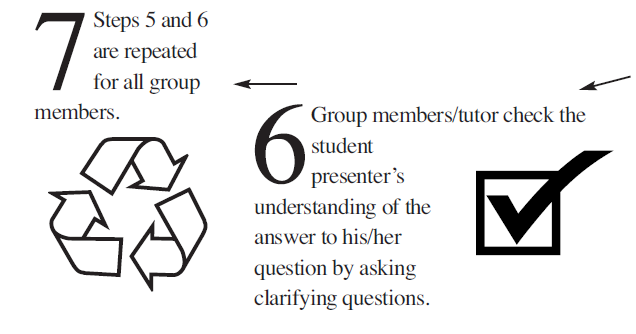 7 Steps 5 and 6
are repeated
for all group
members.
6 Group members/tutor check the
student
presenter's
understanding of the
answer to his/her
question by asking
clarifying questions.